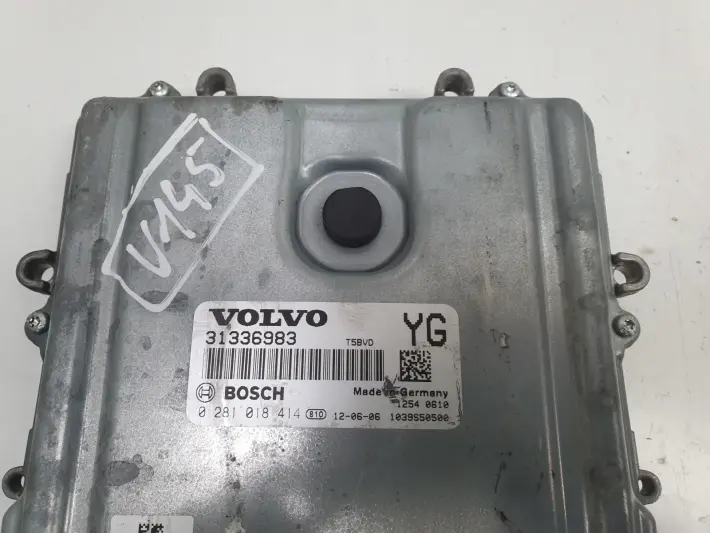 V145
VOLVO YG
31336983 T5BVD
BOSCH Made in Germany
1254 0610
0 281 018 414 810 12-06-06 1039S50500